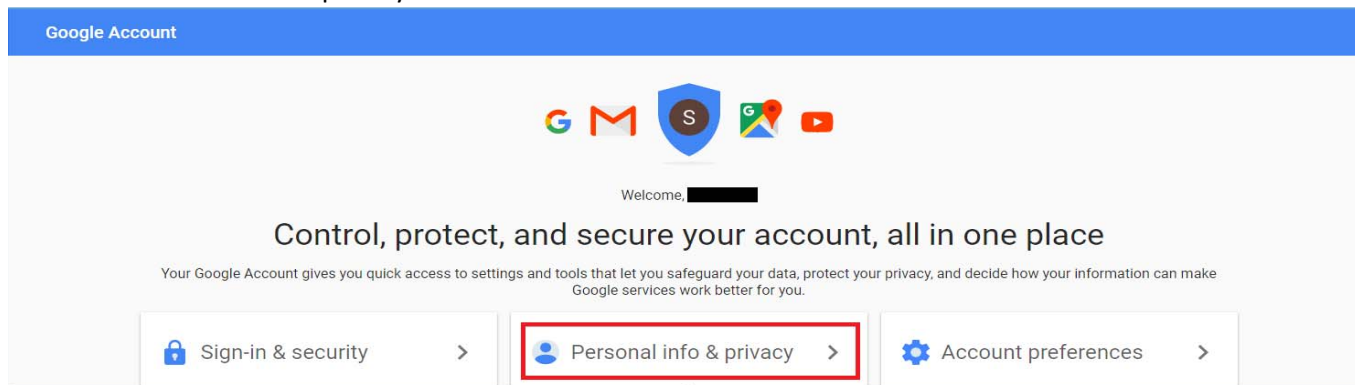 Google Account
G
S
G
Welcome,
Control, protect, and secure your account, all in one place
Your Google Account gives you quick access to settings and tools that let you safeguard your data, protect your privacy, and decide how your information can make
Google services work better for you.
Sign-in & security
Personal info & privacy
Account preferences